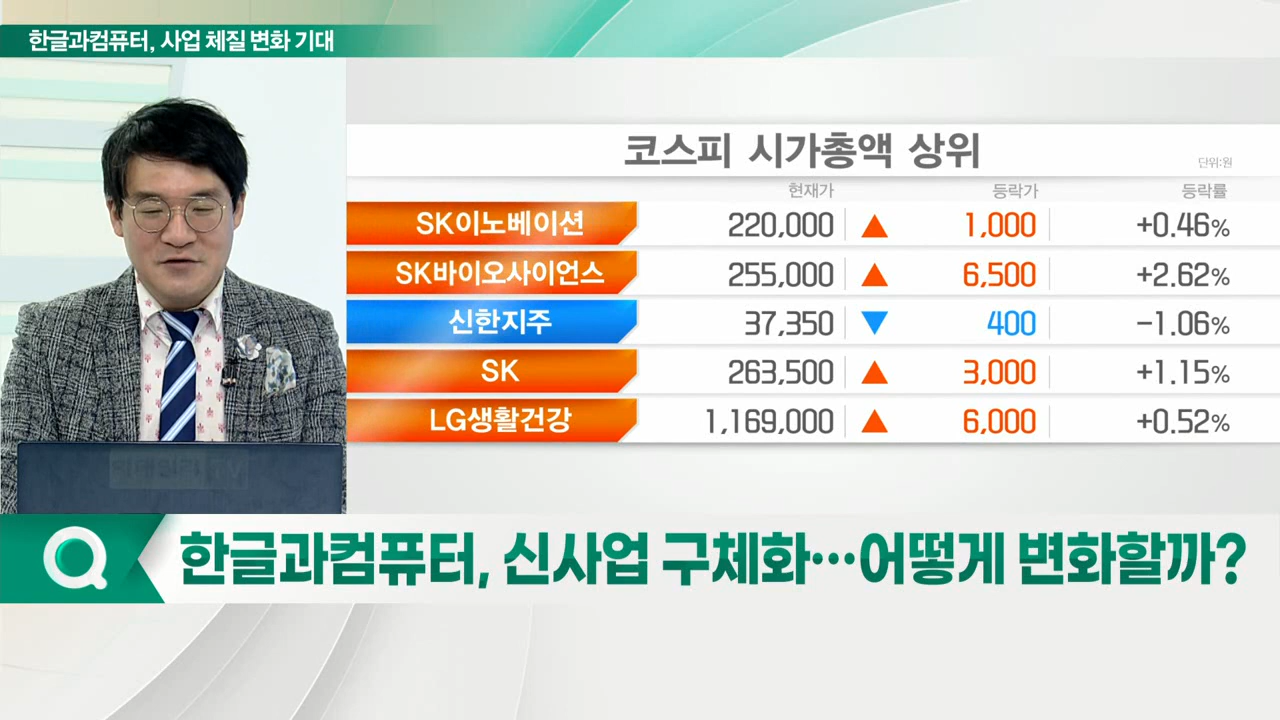 한글과컴퓨터, 사업 체질 변화 기대
코스피 시가총액 상위
단위:원
현재가 등락가 등락률
SK이노베이션 220,000 ▲ 1,000 +0.46%
SK바이오사이언스 255,000 ▲ 6,500 +2.62%
신한지주 37,350 ▼ 400 -1.06%
SK 263,500 ▲ 3,000 +1.15%
LG생활건강 1,169,000 ▲ 6,000 +0.52%
한글과컴퓨터, 신사업 구체화…어떻게 변화할까?